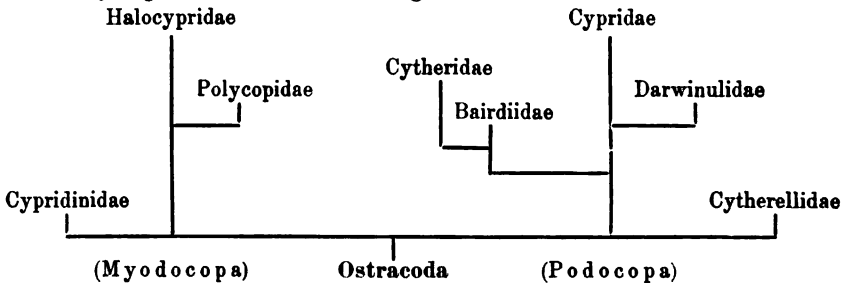 Halocypridae Cypridae
Cytheridae
Polycopidae Darwinulidae
Bairdiidae
Cypridinidae Cytherellidae
(Myodocopa) Ostracoda (Podocopa)